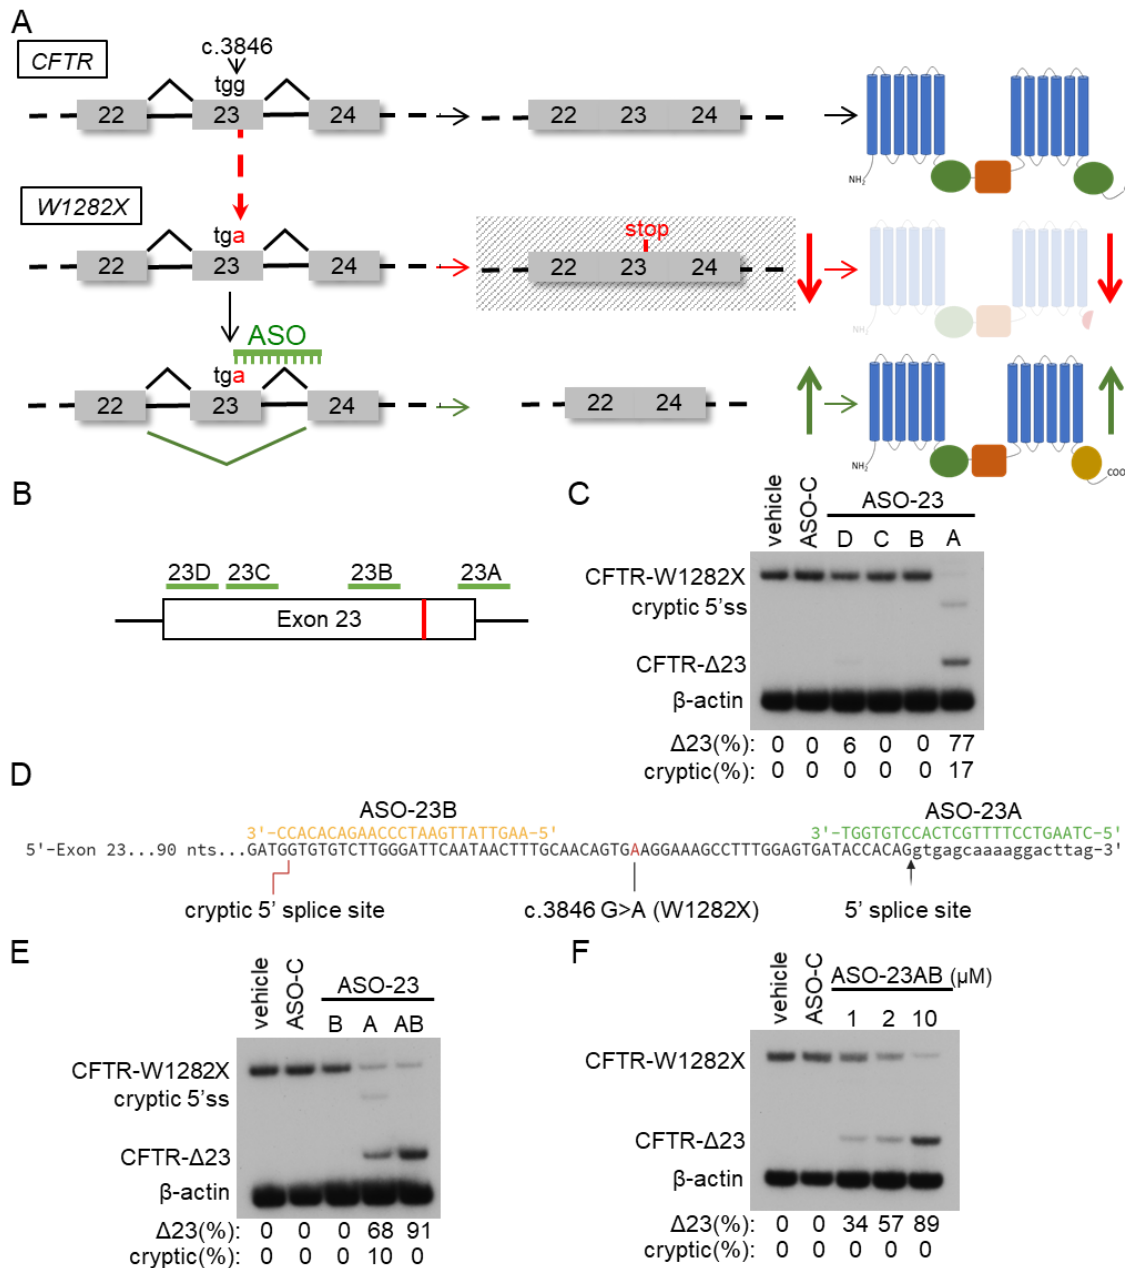 A
CFTR
c.3846
tgg
22 23 24
22 23 24
NH2
W1282X
tga
22 23 24
stop
22 23 24
NH2
ASO
tga
22 23 24
22 24
NH2
COO
B
23D 23C 23B 23A
Exon 23
C
vehicle
ASO-C
ASO-23
D C B A
CFTR-W1282X
cryptic 5'ss
CFTR-Δ23
β-actin
Δ23(%): 0 0 6 0 0 77
cryptic(%): 0 0 0 0 0 17
D
ASO-23B ASO-23A
3'-CCACACAGAACCCTAAGTTATTGAA-5' 3'-TGGTGTCCACTCGTTTTCCTGAATC-5'
5'-Exon 23...90 nts...GATGGTGTGTCTTGGGATTCAATAACTTTGCAACAGTGAAGGAAAGCCTTTGGAGTGATACCACAGgtgagcaaaaggacttag-3'
cryptic 5' splice site c.3846 G>A (W1282X) 5' splice site
E
vehicle
ASO-C
ASO-23
B A AB
CFTR-W1282X
cryptic 5'ss
CFTR-Δ23
β-actin
Δ23(%): 0 0 0 68 91
cryptic(%): 0 0 0 10 0
F
vehicle
ASO-C
ASO-23AB (μM)
1 2 10
CFTR-W1282X
CFTR-Δ23
β-actin
Δ23(%): 0 0 34 57 89
cryptic(%): 0 0 0 0 0